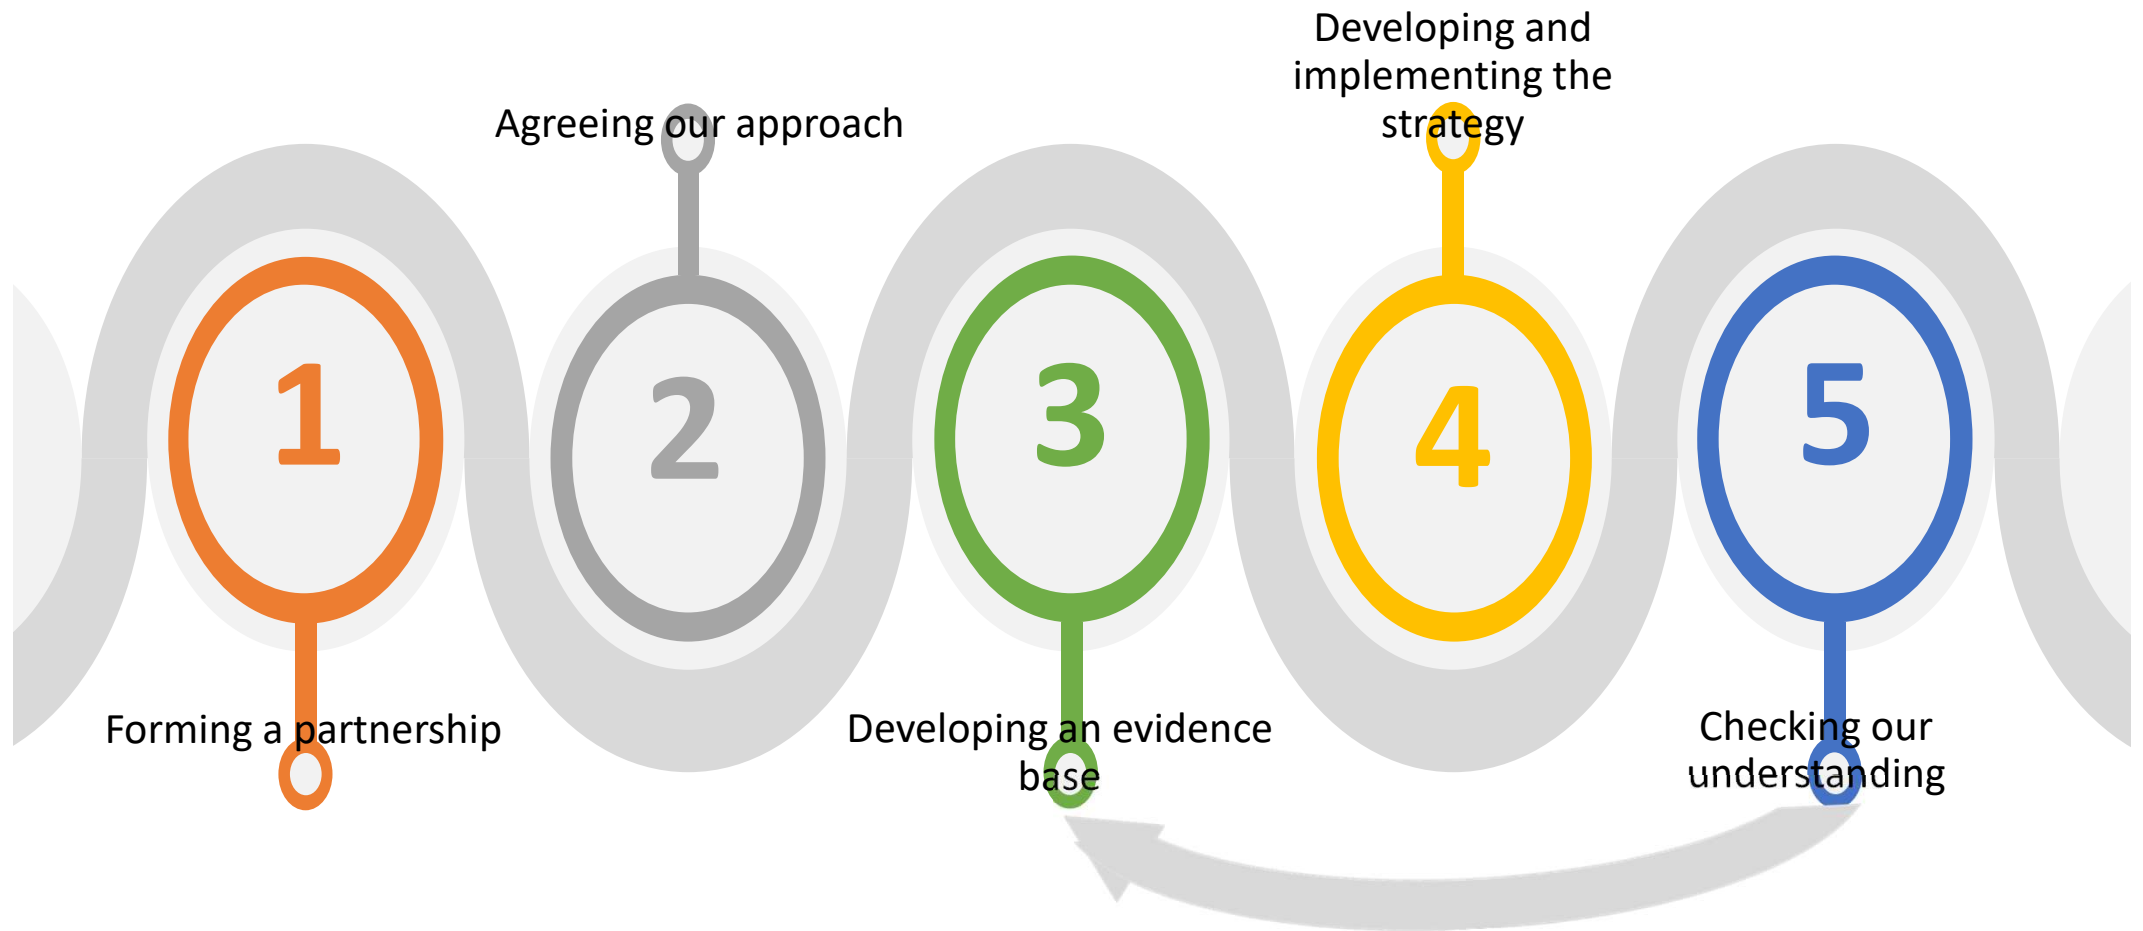 1
Forming a partnership
2
Agreeing our approach
3
Developing an evidence
base
4
Developing and
implementing the
strategy
5
Checking our
understanding